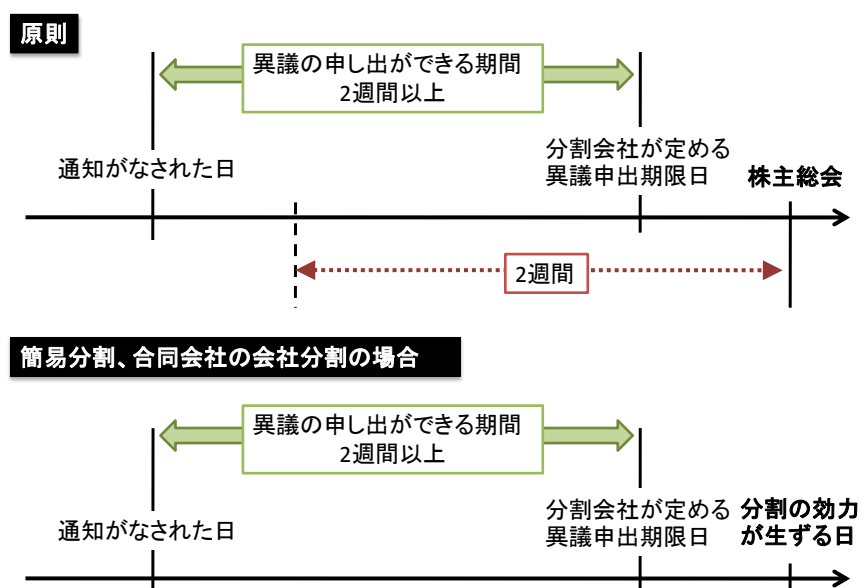 原則
異議の申し出ができる期間
2週間以上
通知がなされた日
分割会社が定める
異議申出期限日
株主総会
2週間
簡易分割、合同会社の会社分割の場合
異議の申し出ができる期間
2週間以上
通知がなされた日
分割会社が定める
異議申出期限日
分割の効力
が生ずる日